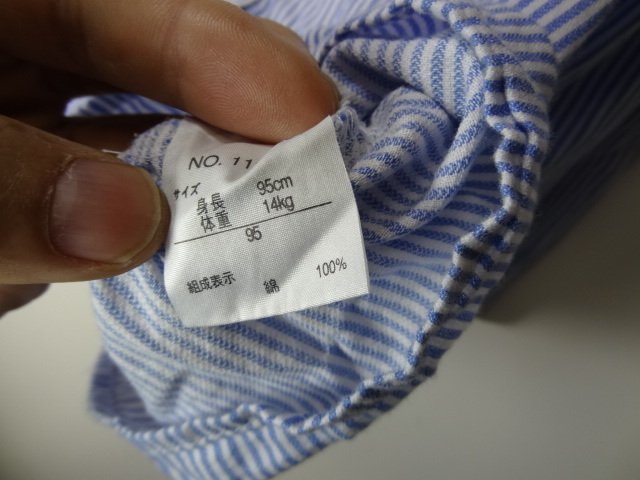 NO. 11
サイズ
身長 95cm
体重 14kg
95
組成表示 綿 100%